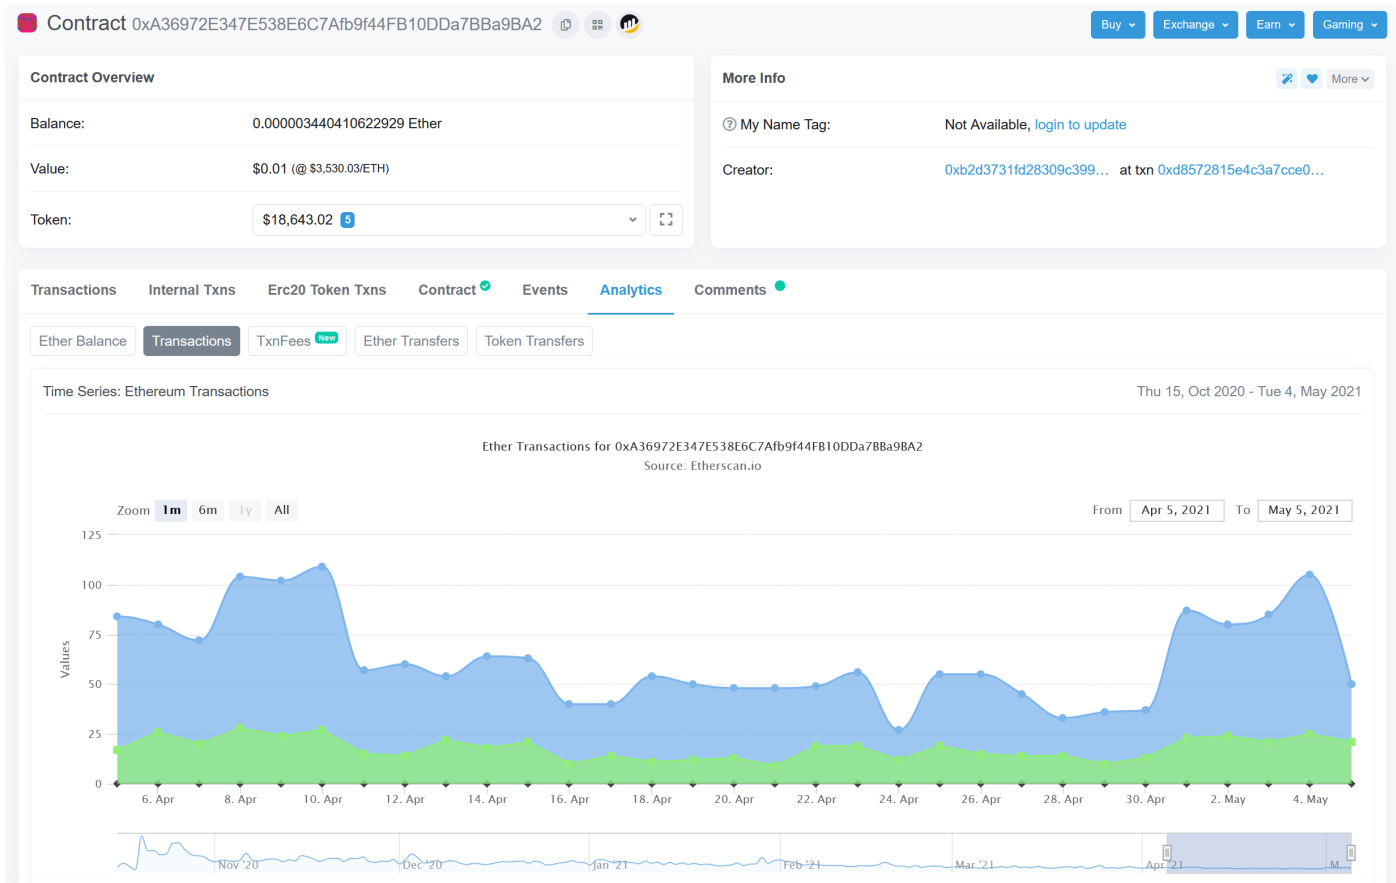 Contract 0xA36972E347E538E6C7Afb9f44FB10DDa7BBa9BA2
Buy Exchange Earn Gaming
Contract Overview
Balance: 0.000003440410622929 Ether
Value: $0.01 (@ $3,530.03/ETH)
Token: $18,643.02 5
More Info
More
My Name Tag: Not Available, login to update
Creator: 0xb2d3731fd28309c399... at txn 0xd8572815e4c3a7cce0...
Transactions Internal Txns Erc20 Token Txns Contract Events Analytics Comments
Ether Balance Transactions TxnFees New Ether Transfers Token Transfers
Time Series: Ethereum Transactions Thu 15, Oct 2020 - Tue 4, May 2021
Ether Transactions for 0xA36972E347E538E6C7Afb9f44FB10DDa7BBa9BA2
Source: Etherscan.io
Zoom 1m 6m 1y All From Apr 5, 2021 To May 5, 2021
125
100
75
50
25
0
Values
6. Apr 8. Apr 10. Apr 12. Apr 14. Apr 16. Apr 18. Apr 20. Apr 22. Apr 24. Apr 26. Apr 28. Apr 30. Apr 2. May 4. May
Nov '20 Dec '20 Jan '21 Feb '21 Mar '21 Apr '21 M...